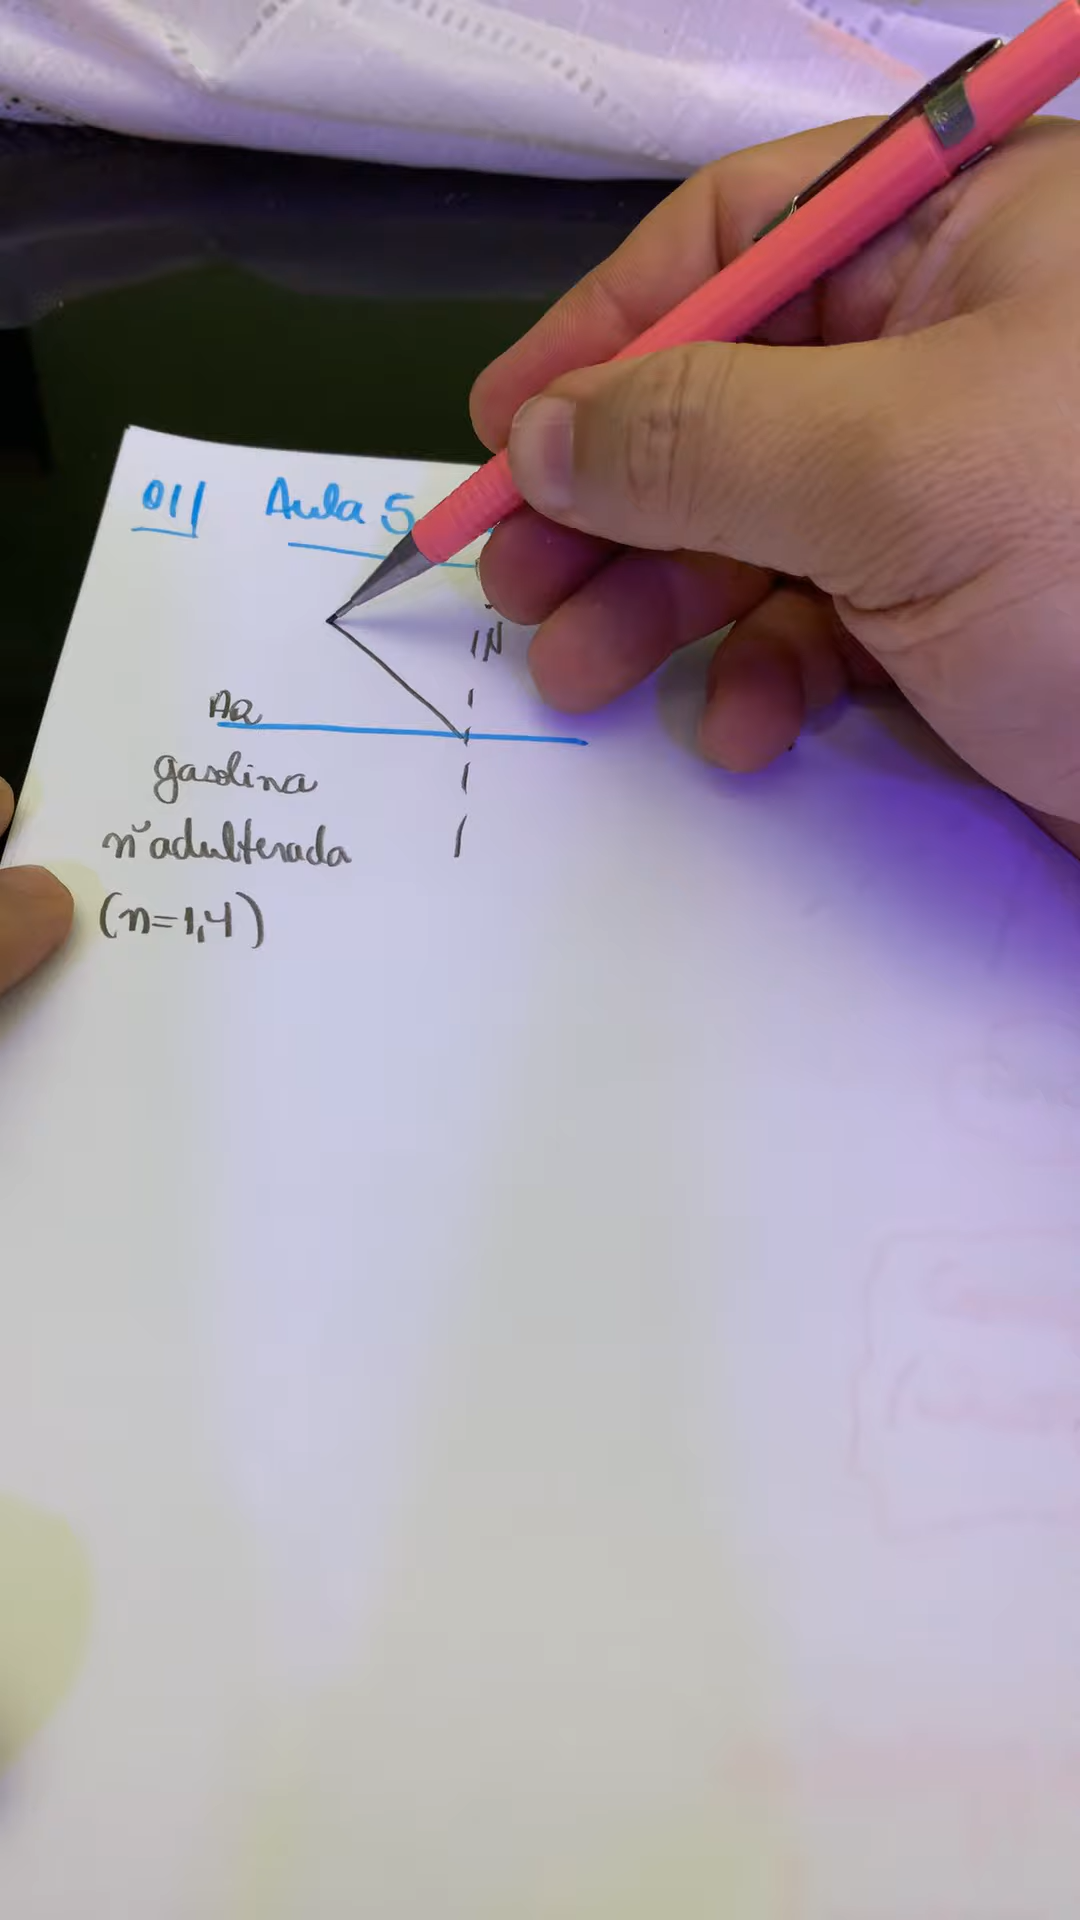 01) Aula 5
N
AR
gasolina
ñ adulterada
(n=1,4)